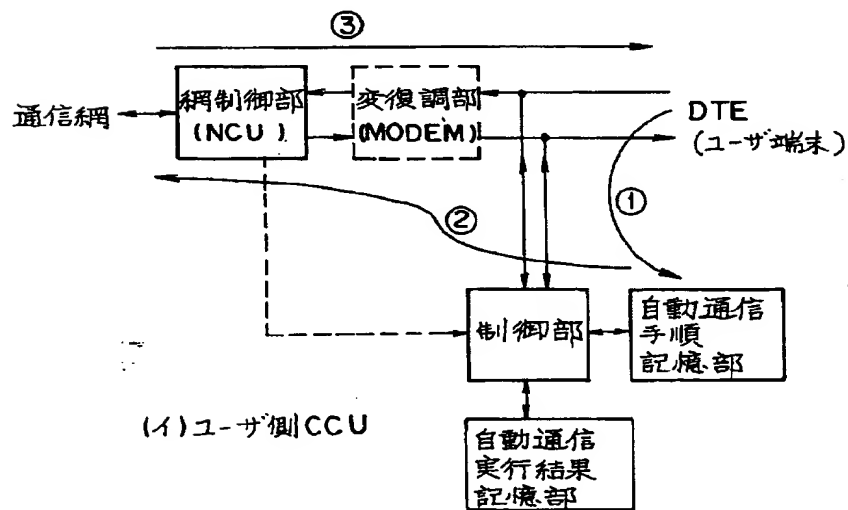 ③
通信網
網制御部
(NCU)
変復調部
(MODEM)
DTE
(ユーザ端末)
①
②
制御部
自動通信
手順
記憶部
(イ)ユーザ側CCU
自動通信
実行結果
記憶部